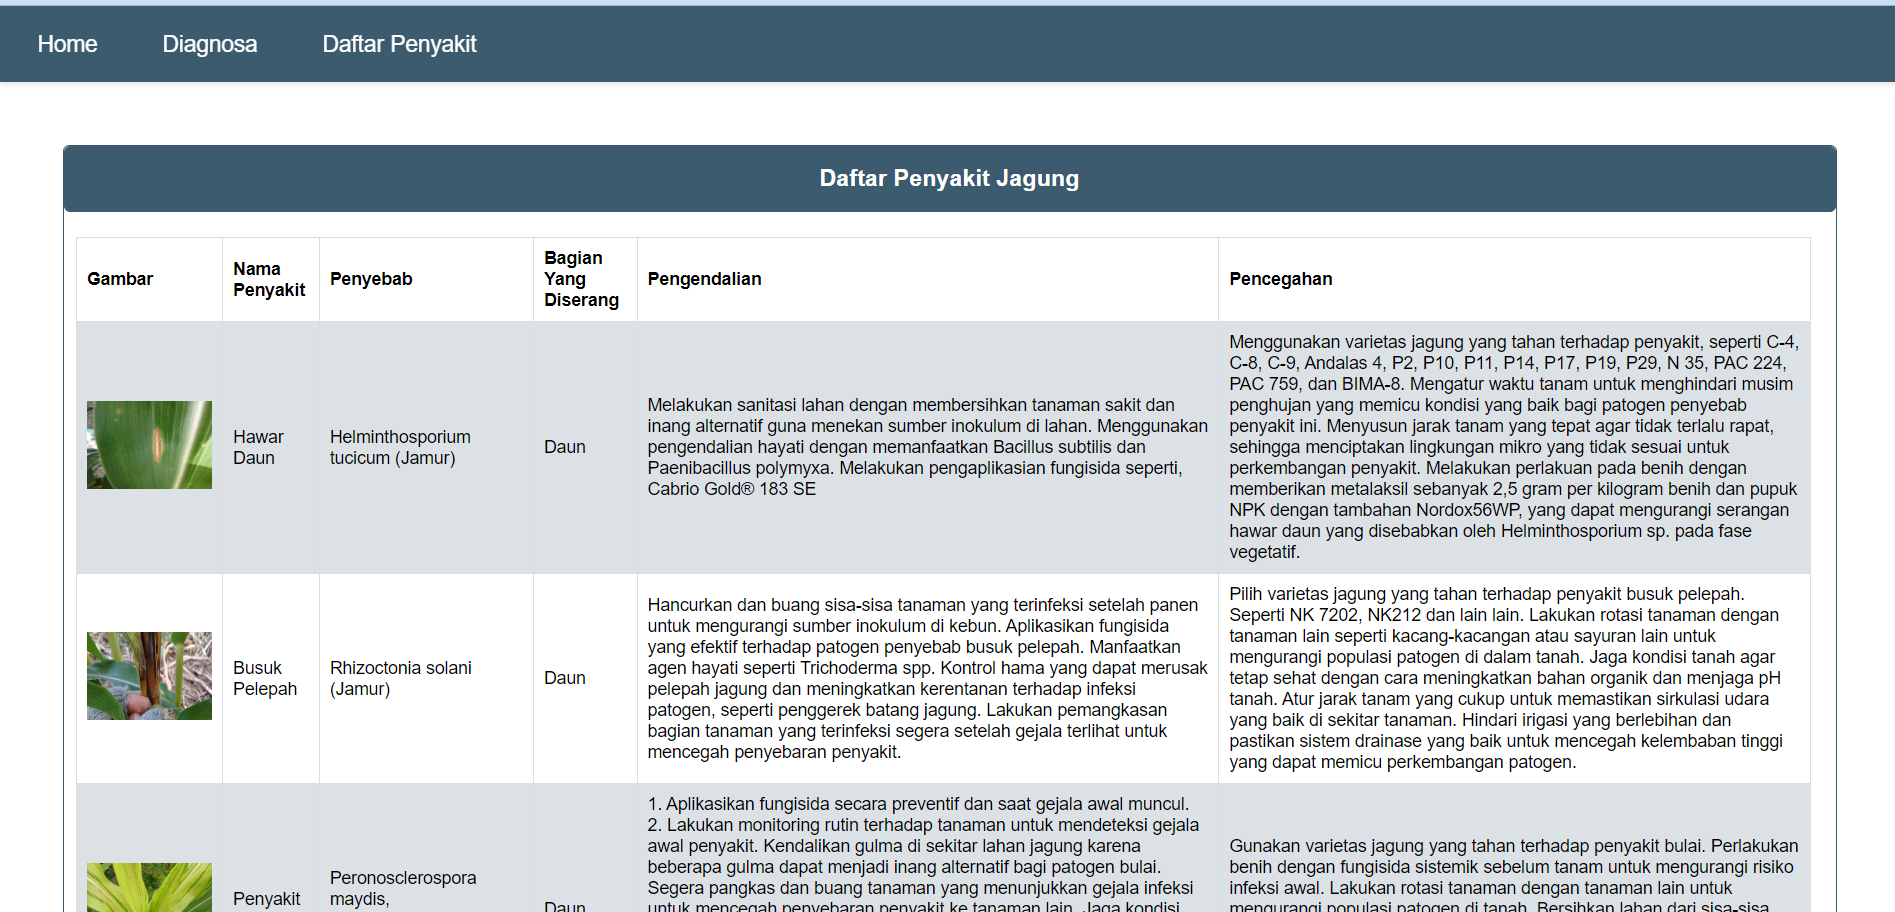 Home Diagnosa Daftar Penyakit
Daftar Penyakit Jagung
Gambar
Nama
Penyakit
Penyebab
Bagian
Yang
Diserang
Pengendalian
Pencegahan
Hawar
Daun
Helminthosporium
tucicum (Jamur)
Daun
Melakukan sanitasi lahan dengan membersihkan tanaman sakit dan
inang alternatif guna menekan sumber inokulum di lahan. Menggunakan
pengendalian hayati dengan memanfaatkan Bacillus subtilis dan
Paenibacillus polymyxa. Melakukan pengaplikasian fungisida seperti,
Cabrio Gold® 183 SE
Menggunakan varietas jagung yang tahan terhadap penyakit, seperti C-4,
C-8, C-9, Andalas 4, P2, P10, P11, P14, P17, P19, P29, N 35, PAC 224,
PAC 759, dan BIMA-8. Mengatur waktu tanam untuk menghindari musim
penghujan yang memicu kondisi yang baik bagi patogen penyebab
penyakit ini. Menyusun jarak tanam yang tepat agar tidak terlalu rapat,
sehingga menciptakan lingkungan mikro yang tidak sesuai untuk
perkembangan penyakit. Melakukan perlakuan pada benih dengan
memberikan metalaksil sebanyak 2,5 gram per kilogram benih dan pupuk
NPK dengan tambahan Nordox56WP, yang dapat mengurangi serangan
hawar daun yang disebabkan oleh Helminthosporium sp. pada fase
vegetatif.
Busuk
Pelepah
Rhizoctonia solani
(Jamur)
Daun
Hancurkan dan buang sisa-sisa tanaman yang terinfeksi setelah panen
untuk mengurangi sumber inokulum di kebun. Aplikasikan fungisida
yang efektif terhadap patogen penyebab busuk pelepah. Manfaatkan
agen hayati seperti Trichoderma spp. Kontrol hama yang dapat merusak
pelepah jagung dan meningkatkan kerentanan terhadap infeksi
patogen, seperti penggerek batang jagung. Lakukan pemangkasan
bagian tanaman yang terinfeksi segera setelah gejala terlihat untuk
mencegah penyebaran penyakit.
Pilih varietas jagung yang tahan terhadap penyakit busuk pelepah.
Seperti NK 7202, NK212 dan lain lain. Lakukan rotasi tanaman dengan
tanaman lain seperti kacang-kacangan atau sayuran lain untuk
mengurangi populasi patogen di dalam tanah. Jaga kondisi tanah agar
tetap sehat dengan cara meningkatkan bahan organik dan menjaga pH
tanah. Atur jarak tanam yang cukup untuk memastikan sirkulasi udara
yang baik di sekitar tanaman. Hindari irigasi yang berlebihan dan
pastikan sistem drainase yang baik untuk mencegah kelembaban tinggi
yang dapat memicu perkembangan patogen.
Penyakit
Peronosclerospora
maydis,
Daun
1. Aplikasikan fungisida secara preventif dan saat gejala awal muncul.
2. Lakukan monitoring rutin terhadap tanaman untuk mendeteksi gejala
awal penyakit. Kendalikan gulma di sekitar lahan jagung karena
beberapa gulma dapat menjadi inang alternatif bagi patogen bulai.
Segera pangkas dan buang tanaman yang menunjukkan gejala infeksi
untuk mencegah penyebaran penyakit ke tanaman lain. Jaga kondisi
Gunakan varietas jagung yang tahan terhadap penyakit bulai. Perlakukan
benih dengan fungisida sistemik sebelum tanam untuk mengurangi risiko
infeksi awal. Lakukan rotasi tanaman dengan tanaman lain untuk
mengurangi populasi patogen di tanah. Bersihkan lahan dari sisa-sisa